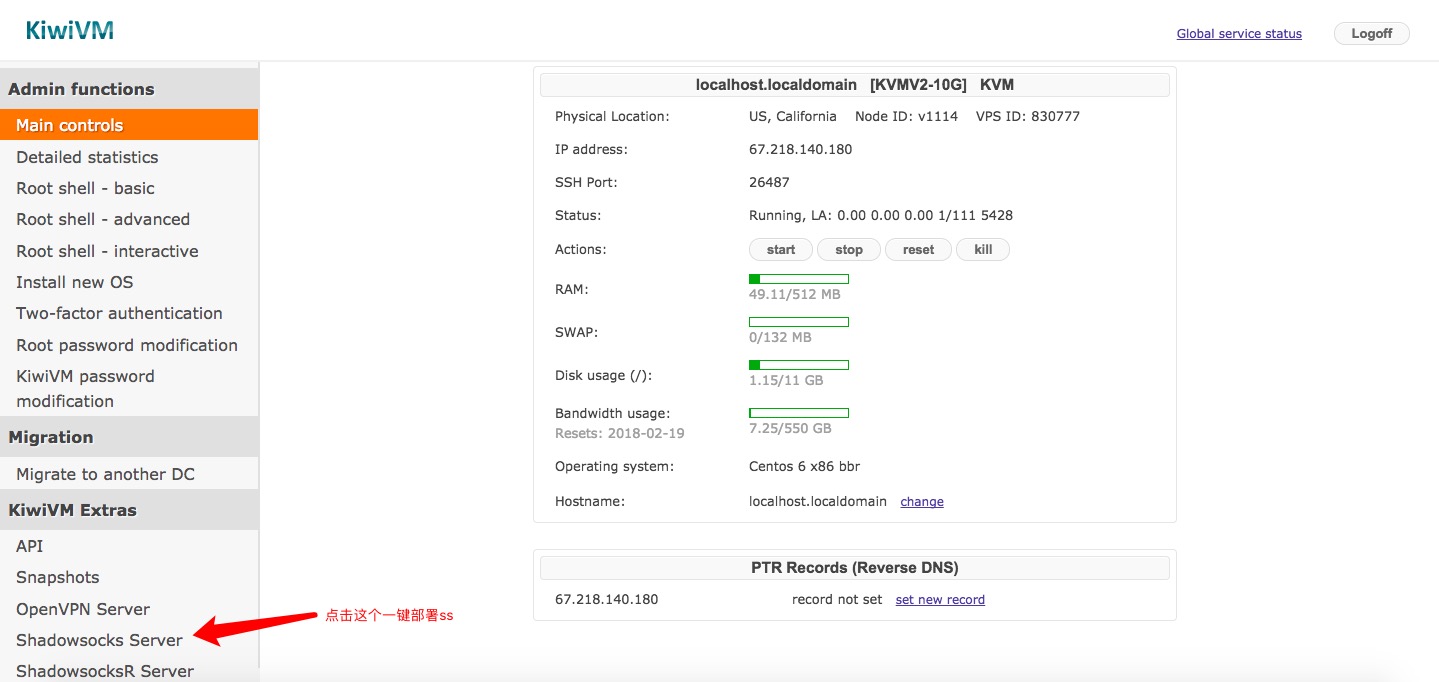 KiwiVM
Global service status
Logoff
Admin functions
Main controls
Detailed statistics
Root shell - basic
Root shell - advanced
Root shell - interactive
Install new OS
Two-factor authentication
Root password modification
KiwiVM password
modification
Migration
Migrate to another DC
KiwiVM Extras
API
Snapshots
OpenVPN Server
Shadowsocks Server
ShadowsocksR Server
点击这个一键部署ss
localhost.localdomain [KVMV2-10G] KVM
Physical Location: US, California Node ID: v1114 VPS ID: 830777
IP address: 67.218.140.180
SSH Port: 26487
Status: Running, LA: 0.00 0.00 0.00 1/111 5428
Actions: start stop reset kill
RAM:
49.11/512 MB
SWAP:
0/132 MB
Disk usage (/):
1.15/11 GB
Bandwidth usage:
Resets: 2018-02-19
7.25/550 GB
Operating system: Centos 6 x86 bbr
Hostname: localhost.localdomain change
PTR Records (Reverse DNS)
67.218.140.180 record not set set new record